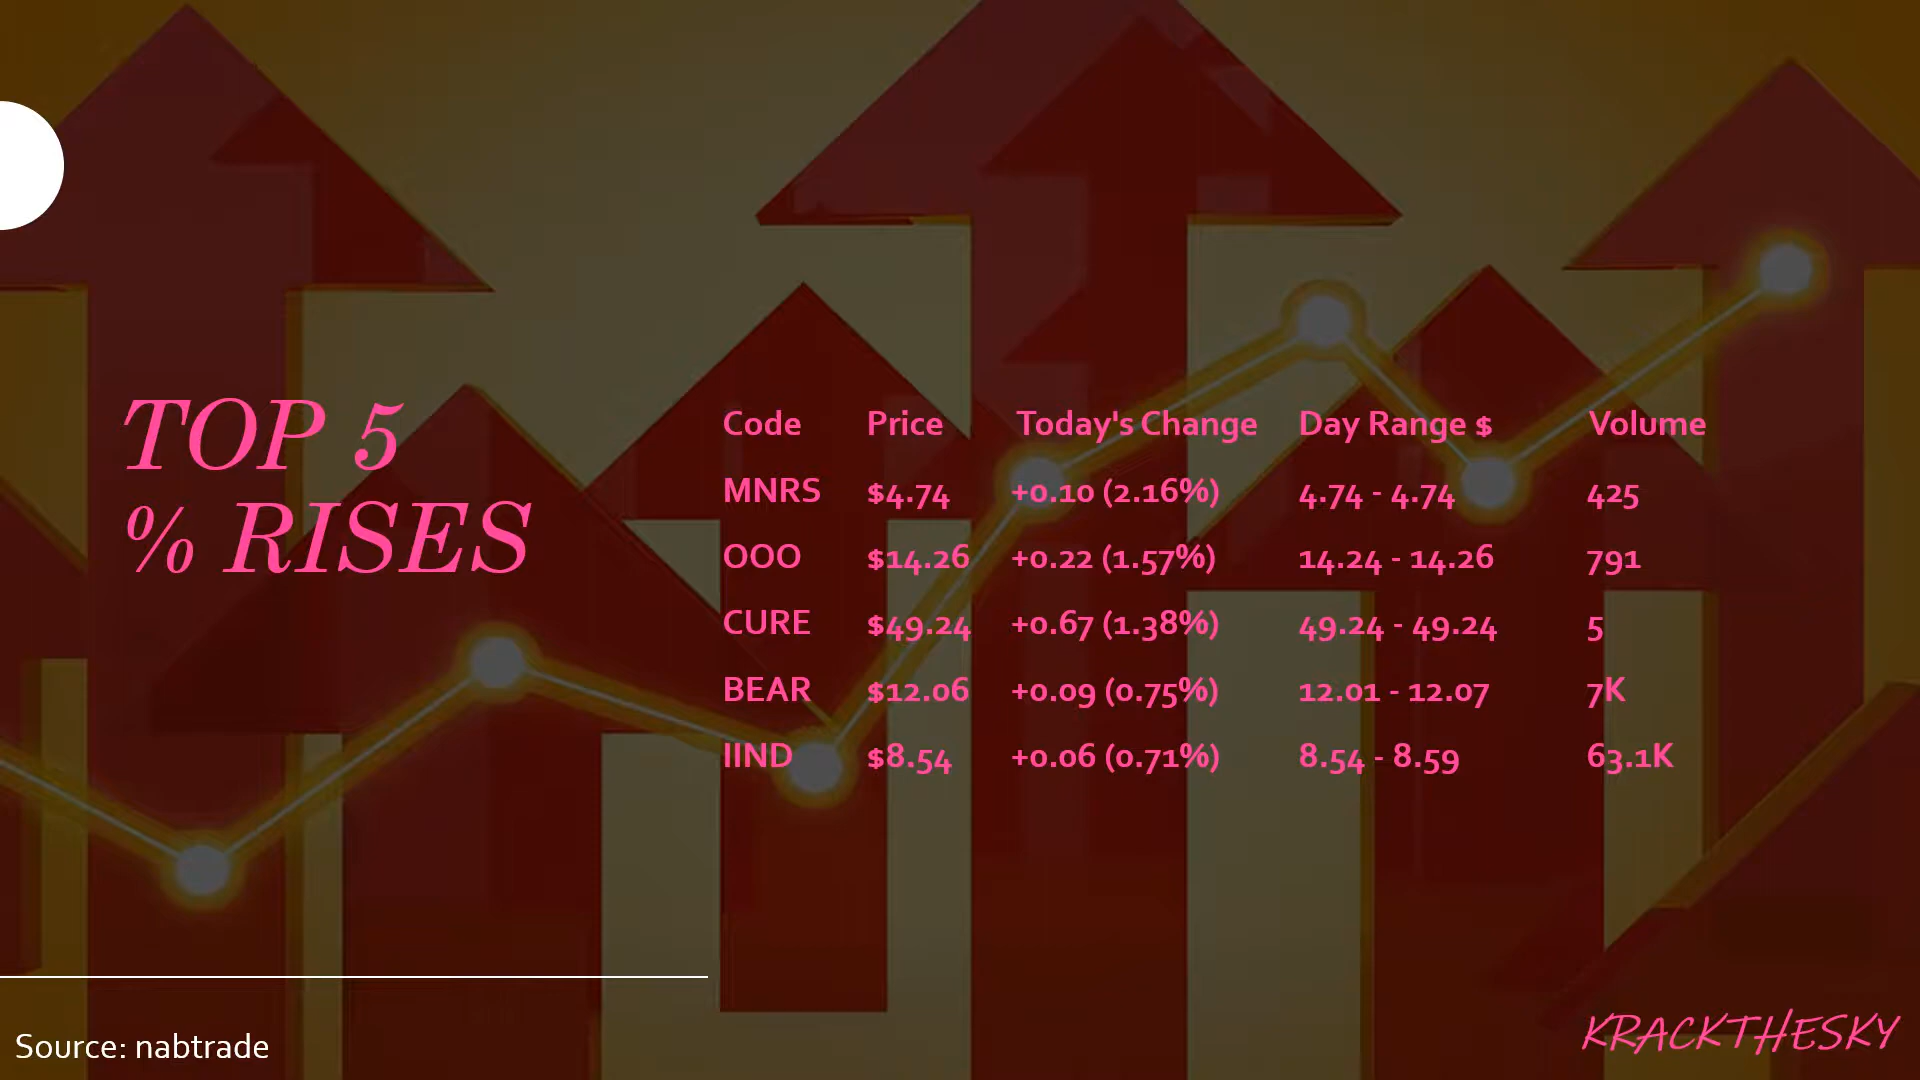 TOP 5
% RISES
Code Price Today's Change Day Range $ Volume
MNRS $4.74 +0.10 (2.16%) 4.74 - 4.74 425
OOO $14.26 +0.22 (1.57%) 14.24 - 14.26 791
CURE $49.24 +0.67 (1.38%) 49.24 - 49.24 5
BEAR $12.06 +0.09 (0.75%) 12.01 - 12.07 7K
IIND $8.54 +0.06 (0.71%) 8.54 - 8.59 63.1K
Source: nabtrade
KRACKTHESKY